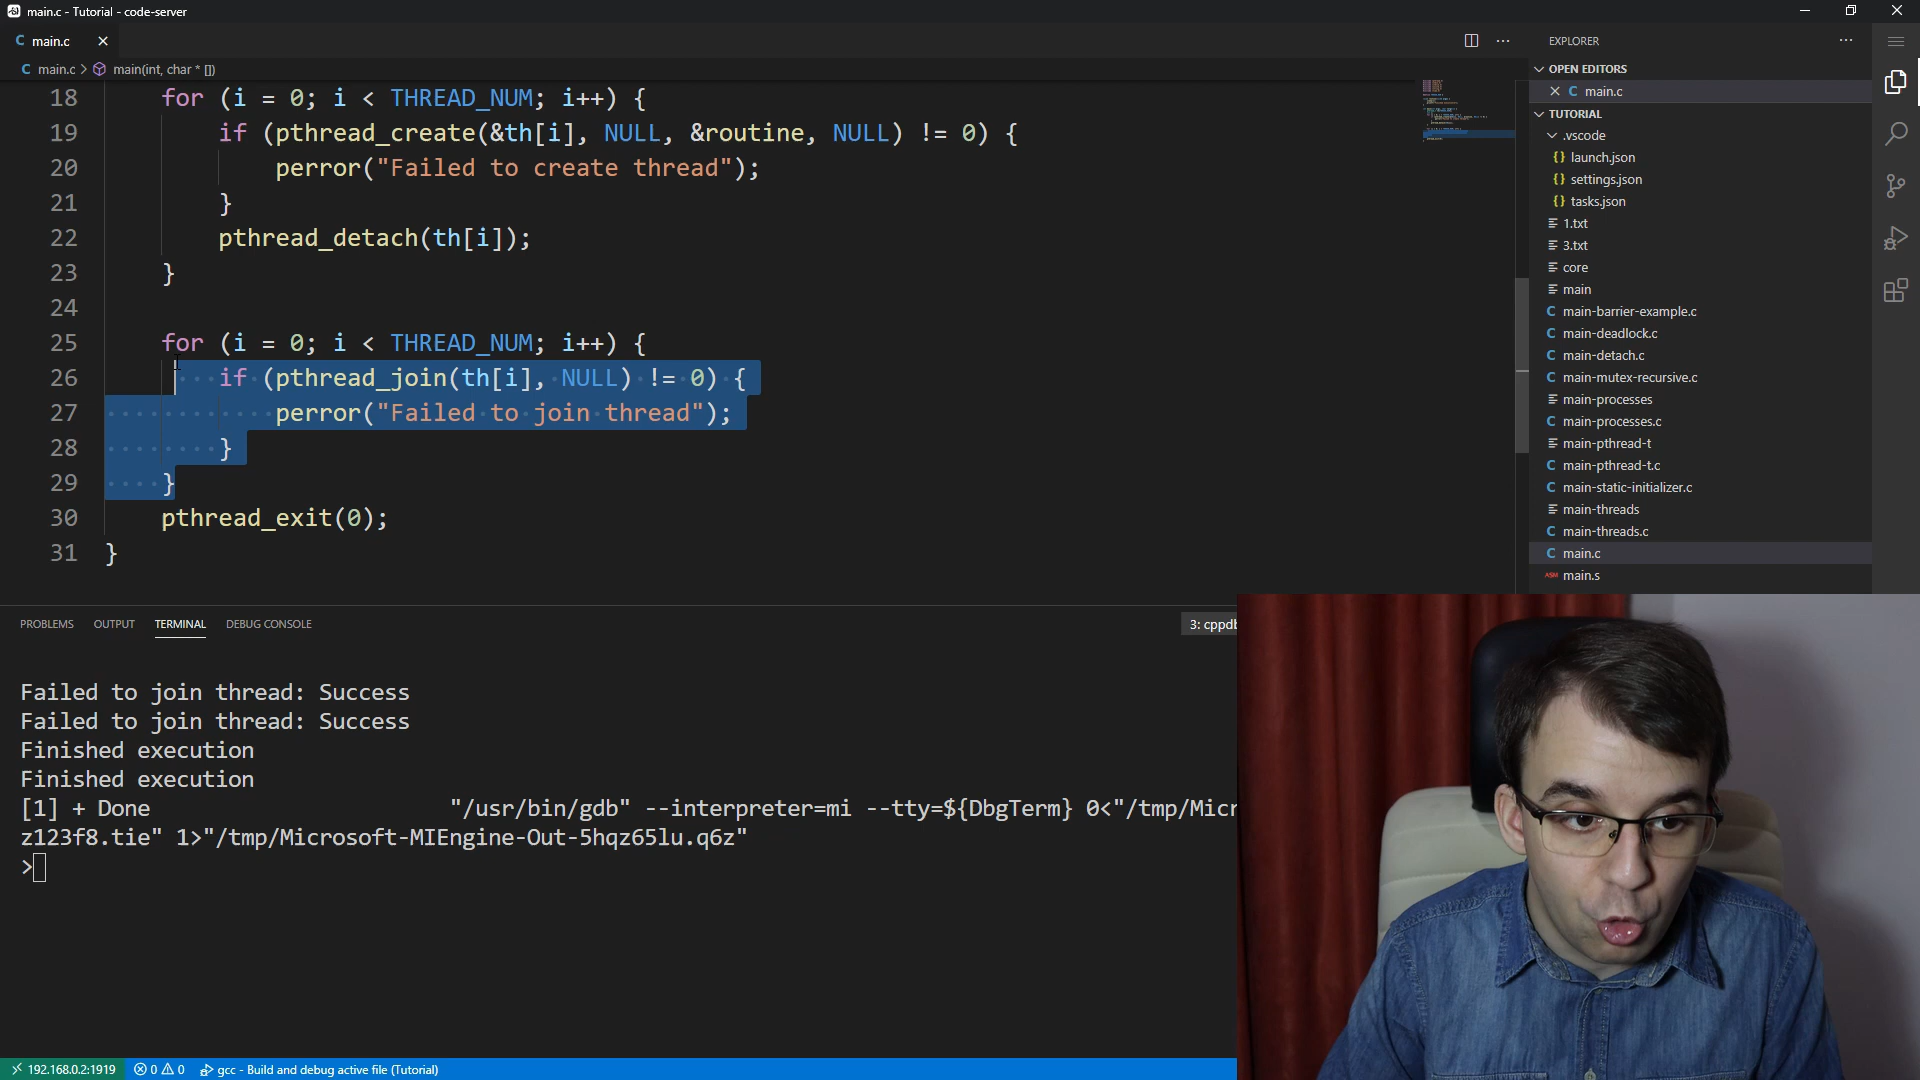 main.c - Tutorial - code-server
main.c
main.c > main(int, char * [])
18 for (i = 0; i < THREAD_NUM; i++) {
19 if (pthread_create(&th[i], NULL, &routine, NULL) != 0) {
20 perror("Failed to create thread");
21 }
22 pthread_detach(th[i]);
23 }
24
25 for (i = 0; i < THREAD_NUM; i++) {
26 if (pthread_join(th[i], NULL) != 0) {
27 perror("Failed to join thread");
28 }
29 }
30 pthread_exit(0);
31 }
EXPLORER
OPEN EDITORS
main.c
TUTORIAL
.vscode
launch.json
settings.json
tasks.json
1.txt
3.txt
core
main
main-barrier-example.c
main-deadlock.c
main-detach.c
main-mutex-recursive.c
main-processes
main-processes.c
main-pthread-t
main-pthread-t.c
main-static-initializer.c
main-threads
main-threads.c
main.c
main.s
PROBLEMS OUTPUT TERMINAL DEBUG CONSOLE
3: cppdb
Failed to join thread: Success
Failed to join thread: Success
Finished execution
Finished execution
[1] + Done "/usr/bin/gdb" --interpreter=mi --tty=${DbgTerm} 0<"/tmp/Micr
z123f8.tie" 1>"/tmp/Microsoft-MIEngine-Out-5hqz65lu.q6z"
>
192.168.0.2:1919 0 0 gcc - Build and debug active file (Tutorial)